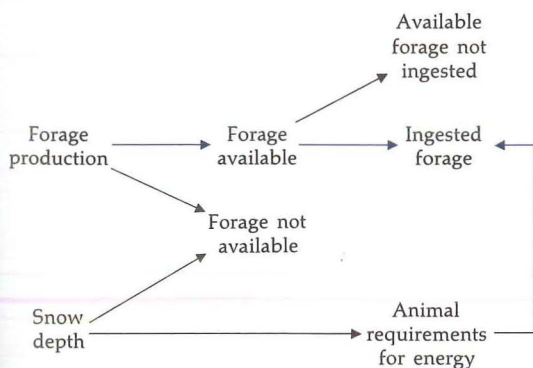 Available
forage not
ingested
Forage
production
Forage
available
Ingested
forage
Forage not
available
Snow
depth
Animal
requirements
for energy